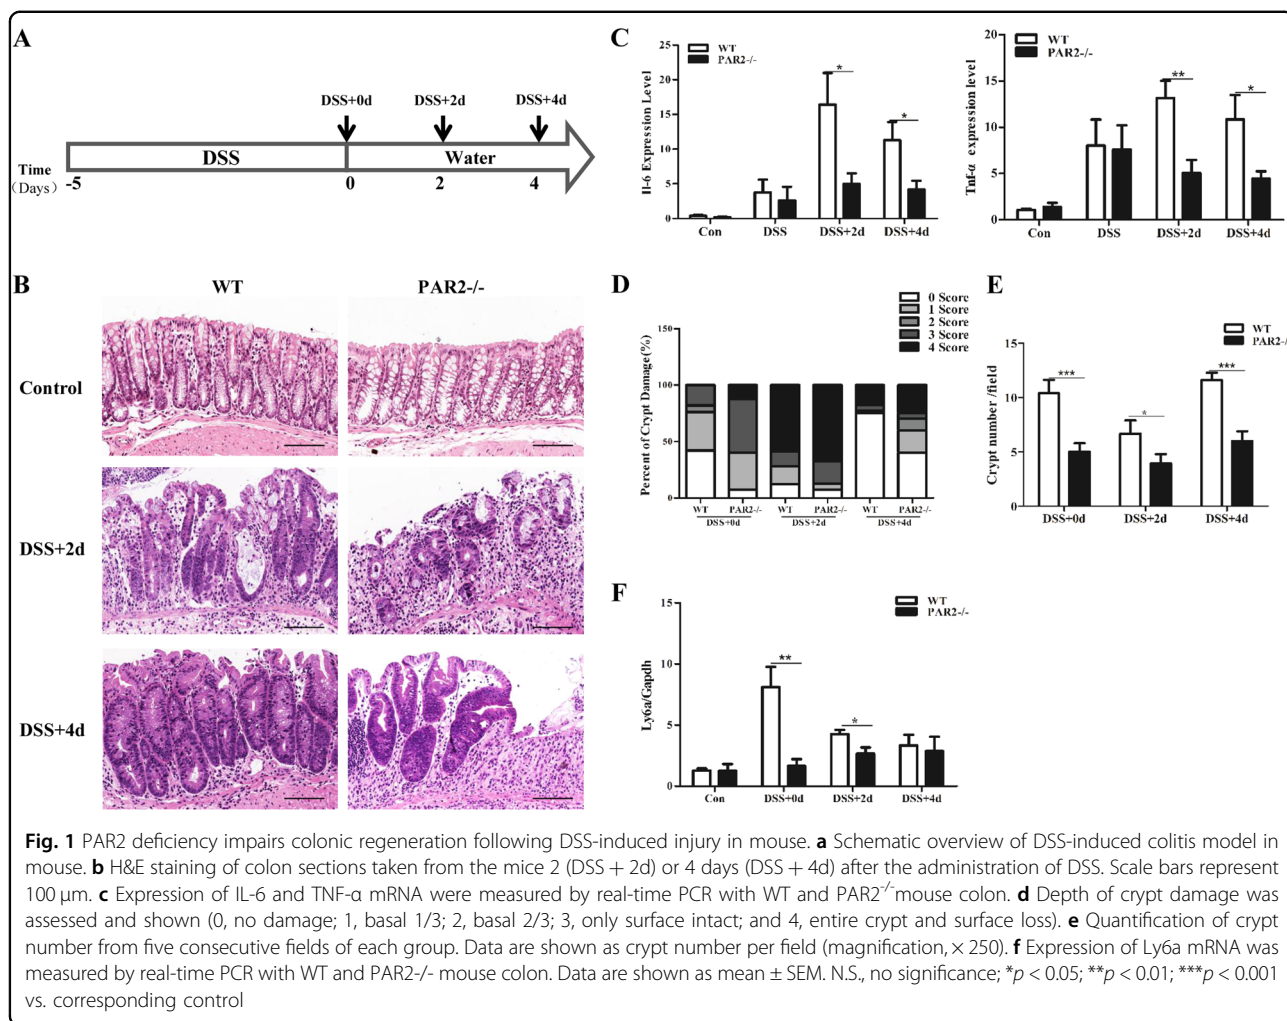 A
DSS+0d DSS+2d DSS+4d
DSS Water
Time
(Days)
-5 0 2 4
B
WT PAR2-/-
Control
DSS+2d
DSS+4d
C
WT
PAR2-/-
Il-6 Expression Level
25
20
15
10
5
0
* *
Con DSS DSS+2d DSS+4d
WT
PAR2-/-
Tnf-α expression level
20
15
10
5
0
** *
Con DSS DSS+2d DSS+4d
D
0 Score
1 Score
2 Score
3 Score
4 Score
Percent of Crypt Damage(%)
150
100
50
0
WT PAR2-/- WT PAR2-/- WT PAR2-/-
DSS+0d DSS+2d DSS+4d
E
WT
PAR2-/-
Crypt number /field
15
10
5
0
*** * ***
DSS+0d DSS+2d DSS+4d
F
WT
PAR2-/-
Ly6a/Gapdh
15
10
5
0
** *
Con DSS+0d DSS+2d DSS+4d
Fig. 1 PAR2 deficiency impairs colonic regeneration following DSS-induced injury in mouse. a Schematic overview of DSS-induced colitis model in
mouse. b H&E staining of colon sections taken from the mice 2 (DSS + 2d) or 4 days (DSS + 4d) after the administration of DSS. Scale bars represent
100 μm. c Expression of IL-6 and TNF-α mRNA were measured by real-time PCR with WT and PAR2-/-mouse colon. d Depth of crypt damage was
assessed and shown (0, no damage; 1, basal 1/3; 2, basal 2/3; 3, only surface intact; and 4, entire crypt and surface loss). e Quantification of crypt
number from five consecutive fields of each group. Data are shown as crypt number per field (magnification, × 250). f Expression of Ly6a mRNA was
measured by real-time PCR with WT and PAR2-/- mouse colon. Data are shown as mean ± SEM. N.S., no significance; *p < 0.05; **p < 0.01; ***p < 0.001
vs. corresponding control